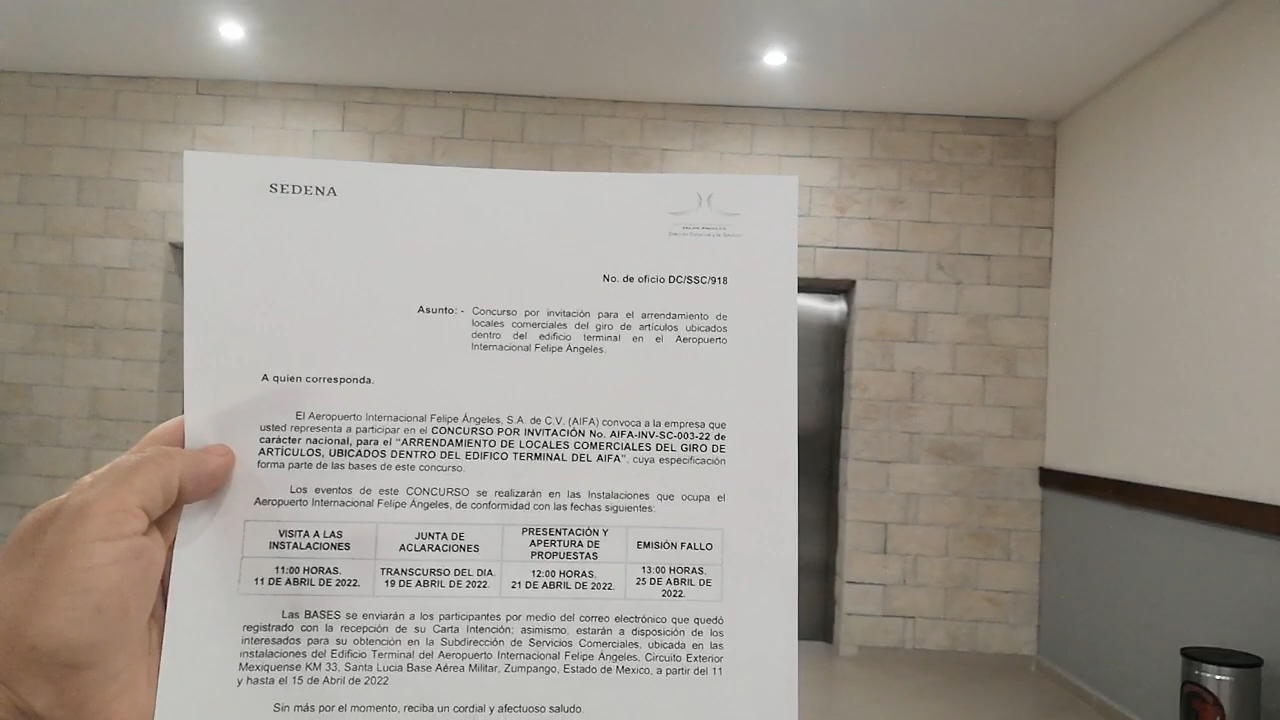 SEDENA
No. de oficio DC/SSC/918
Asunto: - Concurso por invitación para el arrendamiento de
locales comerciales del giro de artículos ubicados
dentro del edificio terminal en el Aeropuerto
Internacional Felipe Ángeles.
A quien corresponda.
El Aeropuerto Internacional Felipe Ángeles, S.A. de C.V. (AIFA) convoca a la empresa que
usted representa a participar en el CONCURSO POR INVITACIÓN No. AIFA-INV-SC-003-22 de
carácter nacional, para el "ARRENDAMIENTO DE LOCALES COMERCIALES DEL GIRO DE
ARTÍCULOS, UBICADOS DENTRO DEL EDIFICO TERMINAL DEL AIFA", cuya especificación
forma parte de las bases de este concurso.
Los eventos de este CONCURSO se realizarán en las Instalaciones que ocupa el
Aeropuerto Internacional Felipe Ángeles, de conformidad con las fechas siguientes:
VISITA A LAS
INSTALACIONES
JUNTA DE
ACLARACIONES
PRESENTACIÓN Y
APERTURA DE
PROPUESTAS
EMISIÓN FALLO
11:00 HORAS.
11 DE ABRIL DE 2022.
TRANSCURSO DEL DIA.
19 DE ABRIL DE 2022.
12:00 HORAS.
21 DE ABRIL DE 2022.
13:00 HORAS.
25 DE ABRIL DE
2022.
Las BASES se enviarán a los participantes por medio del correo electrónico que quedó
registrado con la recepción de su Carta Intención; asimismo, estarán a disposición de los
interesados para su obtención en la Subdirección de Servicios Comerciales, ubicada en las
instalaciones del Edificio Terminal del Aeropuerto Internacional Felipe Ángeles, Circuito Exterior
Mexiquense KM 33, Santa Lucia Base Aérea Militar, Zumpango, Estado de Mexico, a partir del 11
y hasta el 15 de Abril de 2022
Sin más por el momento, reciba un cordial y afectuoso saludo.